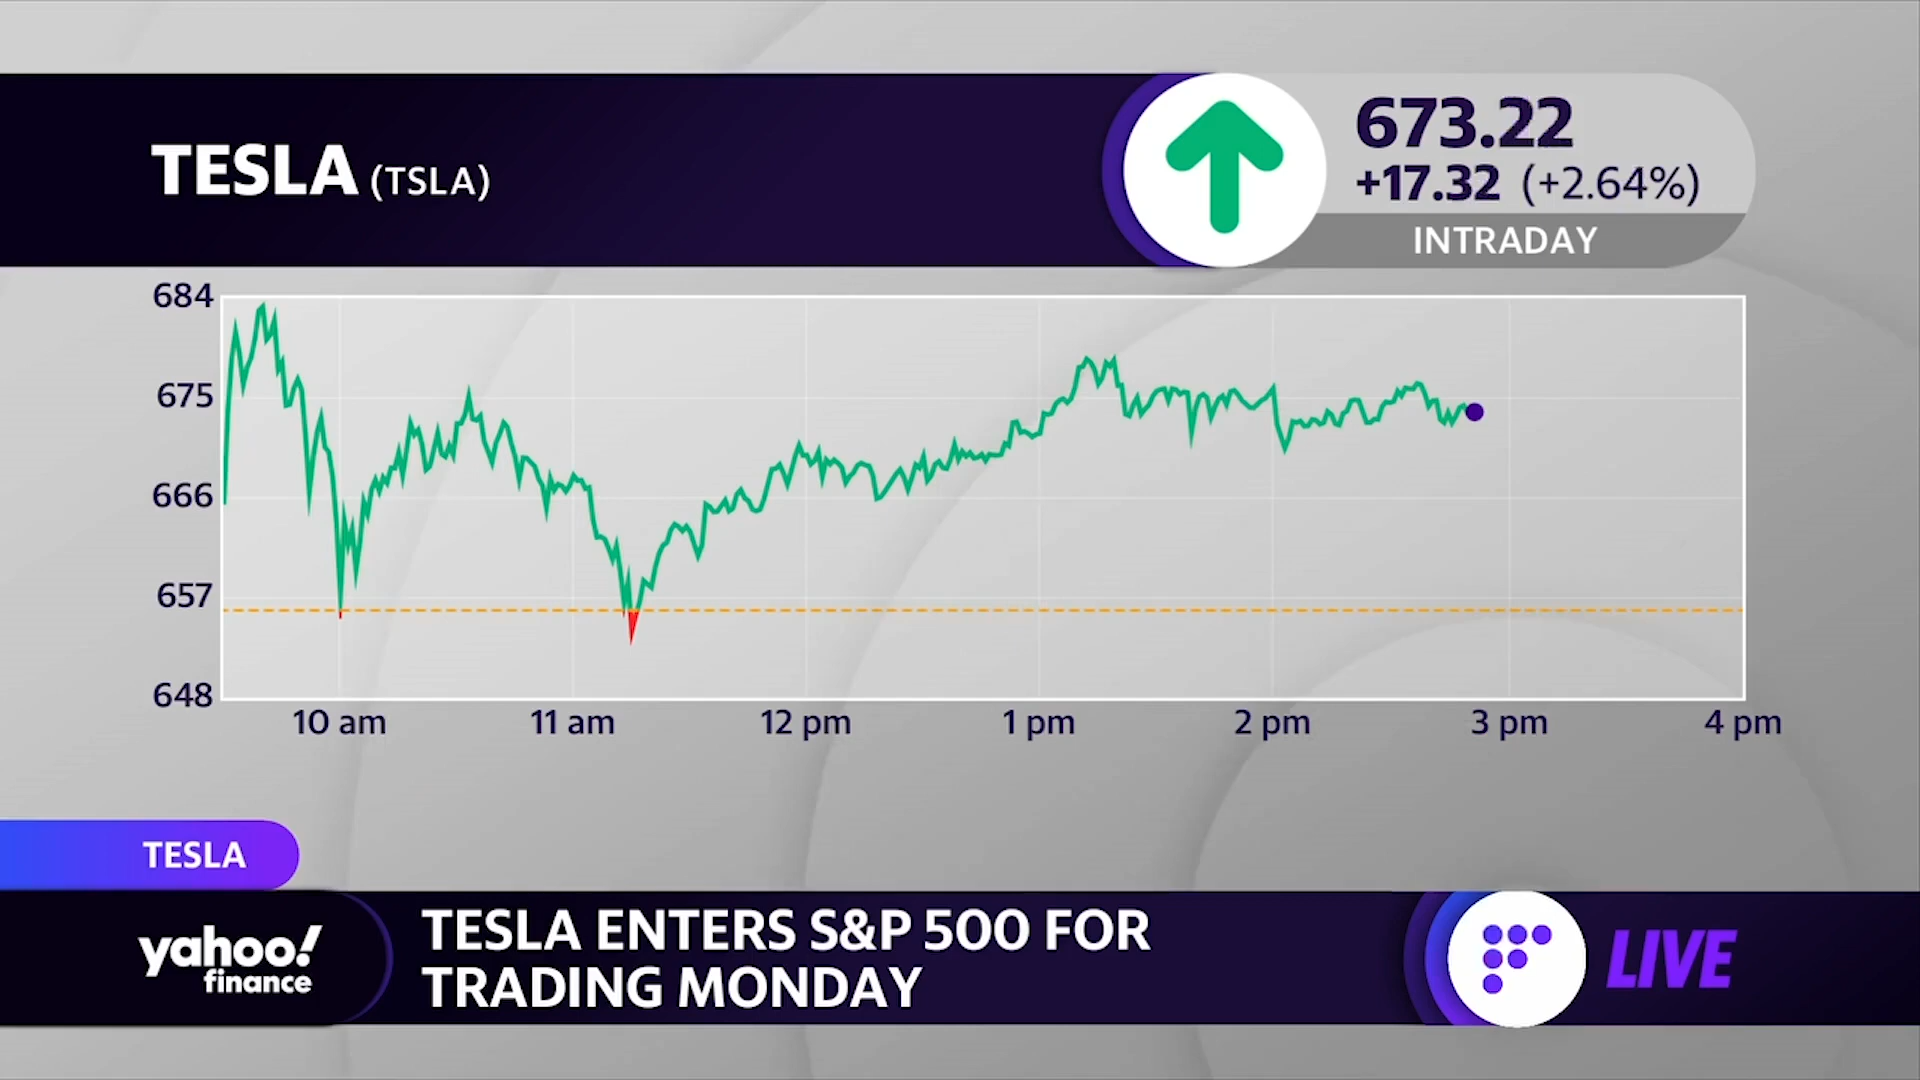 TESLA (TSLA)
673.22
+17.32 (+2.64%)
INTRADAY
684
675
666
657
648
10 am 11 am 12 pm 1 pm 2 pm 3 pm 4 pm
TESLA
yahoo!
finance
TESLA ENTERS S&P 500 FOR
TRADING MONDAY
LIVE